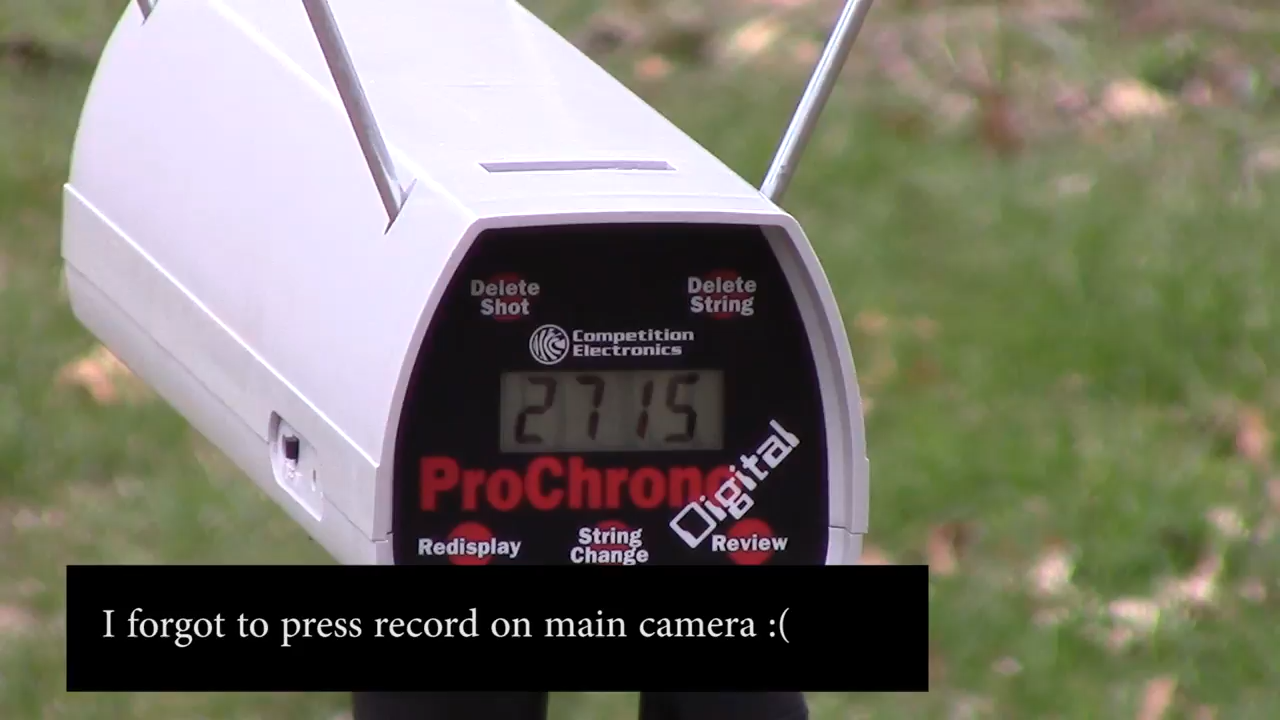 Delete
Shot
Delete
String
Competition
Electronics
2715
ProChrono
Digital
Redisplay
String
Change
Review
I forgot to press record on main camera :(